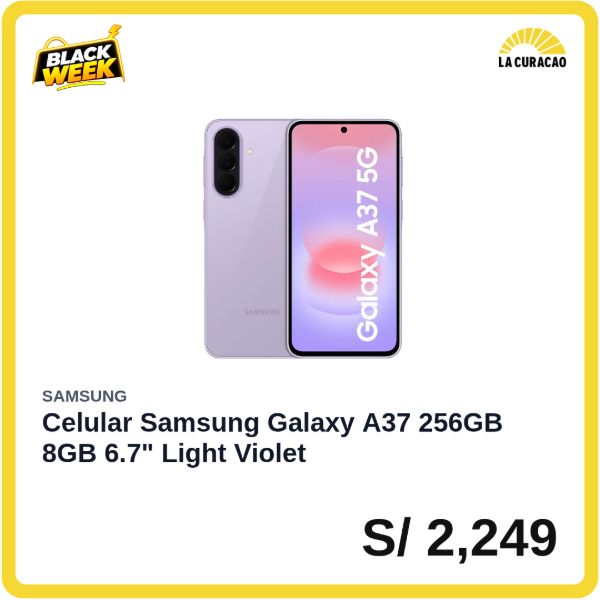 BLACK
WEEK
LA CURACAO
SAMSUNG
Galaxy A37 5G
SAMSUNG
Celular Samsung Galaxy A37 256GB
8GB 6.7" Light Violet
S/ 2,249